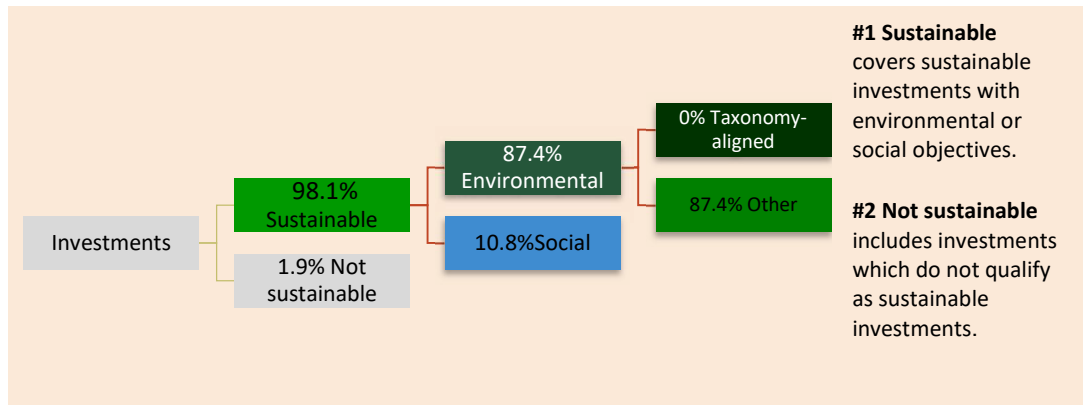 Investments
98.1%
Sustainable
1.9% Not
sustainable
87.4%
Environmental
10.8%Social
0% Taxonomy-
aligned
87.4% Other
#1 Sustainable
covers sustainable
investments with
environmental or
social objectives.
#2 Not sustainable
includes investments
which do not qualify
as sustainable
investments.